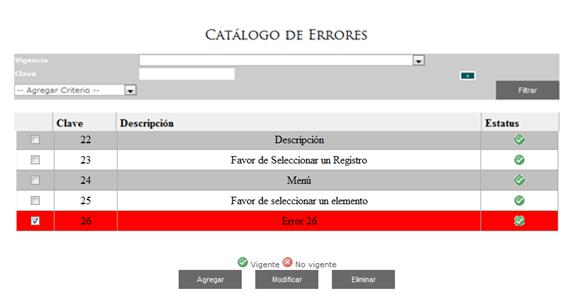 CATÁLOGO DE ERRORES
Vigencia
Clave
-- Agregar Criterio --
Filtrar
Clave Descripción Estatus
22 Descripción
23 Favor de Seleccionar un Registro
24 Menú
25 Favor de seleccionar un elemento
26 Error 26
Vigente No vigente
Agregar Modificar Eliminar